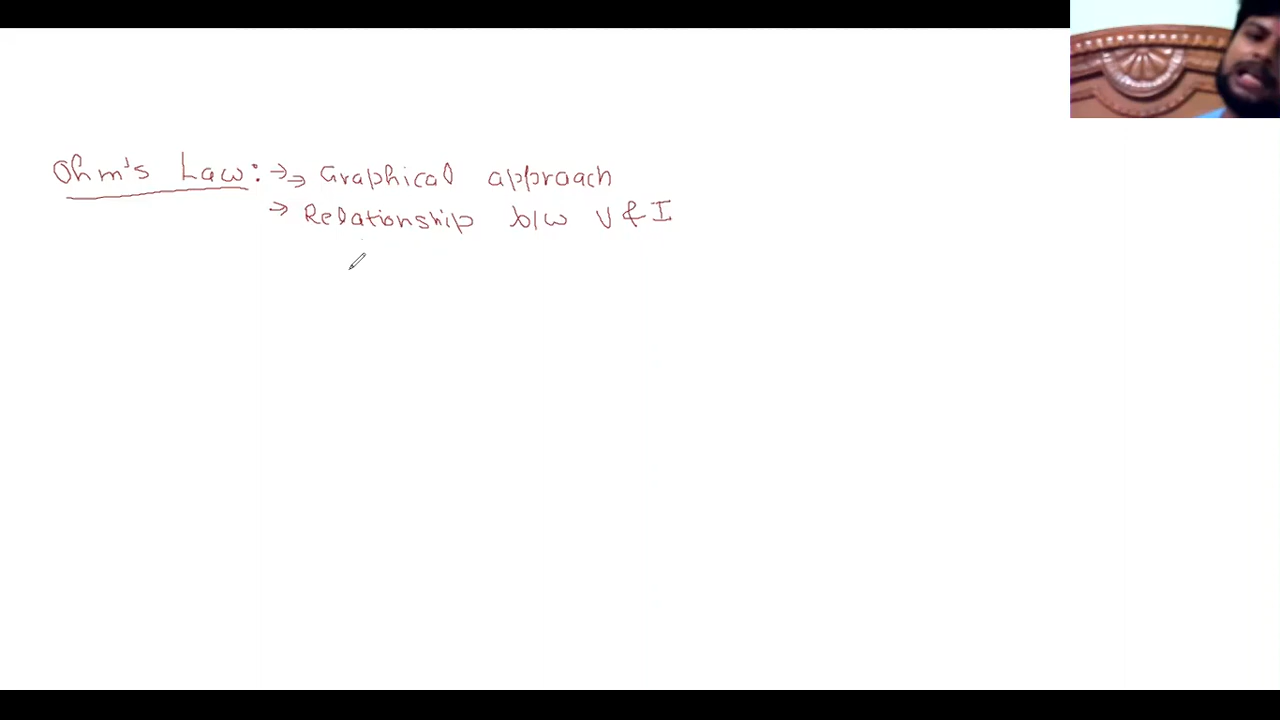 Ohm's Law: →→ Graphical approach
→ Relationship b/w V & I